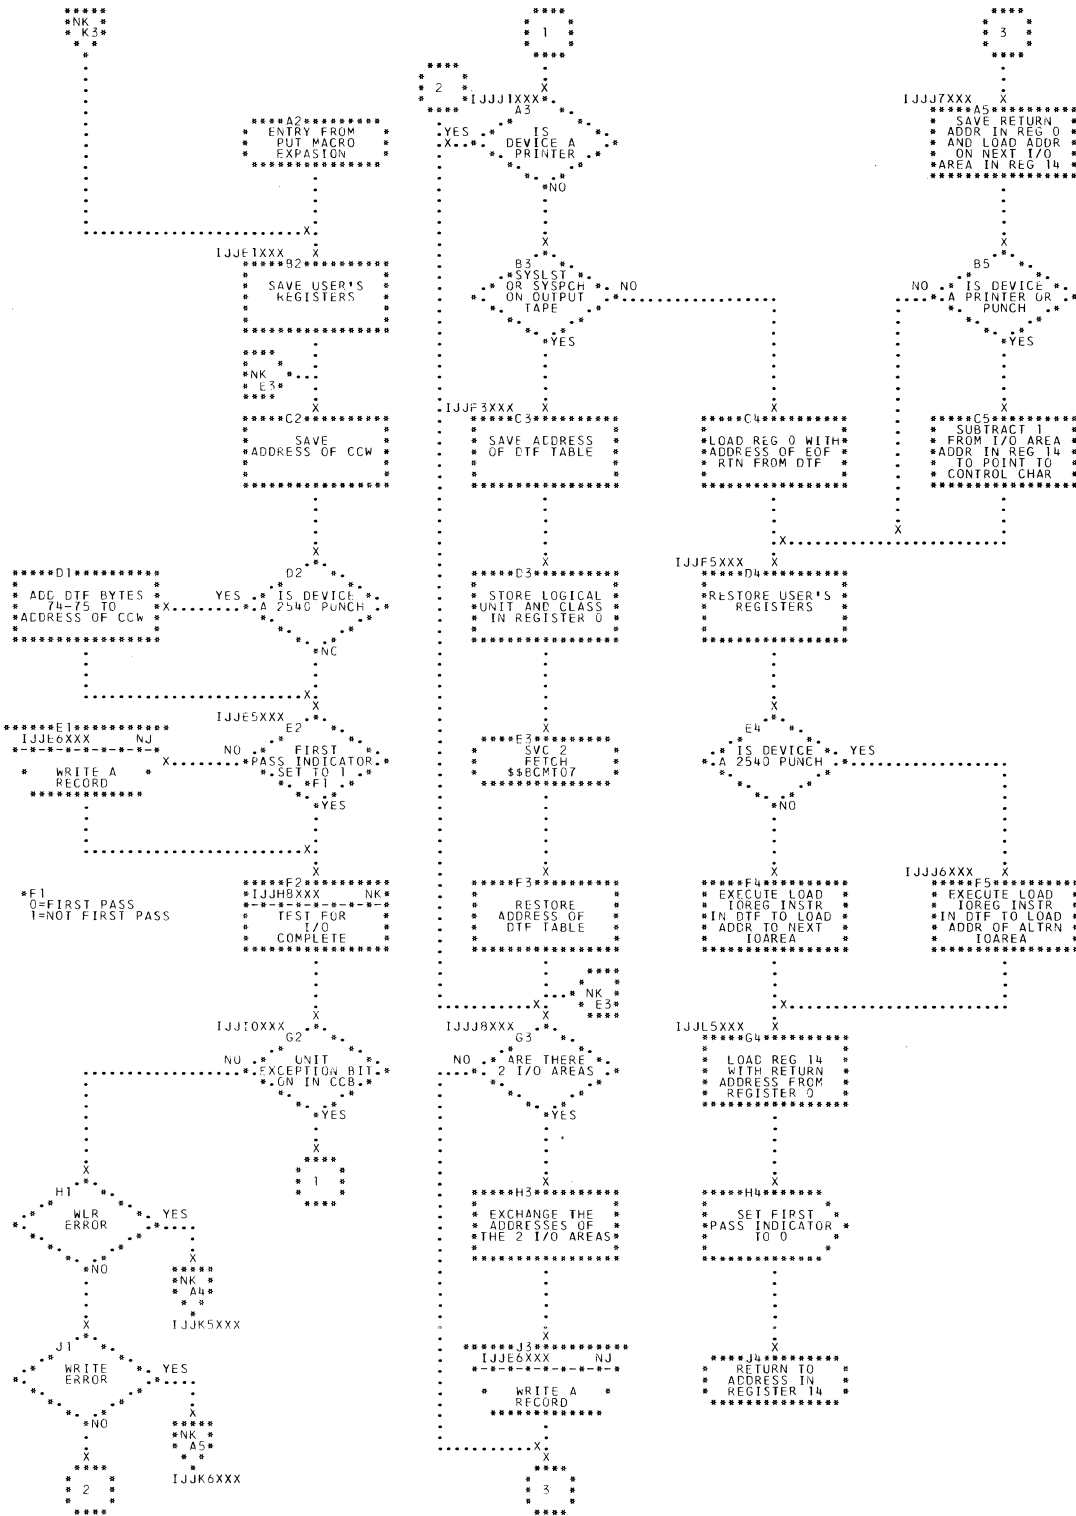 NK
K3
A2
ENTRY FROM
PUT MACRO
EXPASION
IJJE1XXX
B2
SAVE USER'S
REGISTERS
NK
E3
C2
SAVE
ADDRESS OF CCW
D1
ADD DTF BYTES
74-75 TO
ADDRESS OF CCW
YES
D2
IS DEVICE
A 2540 PUNCH
NO
IJJE5XXX
E1
IJJE6XXX NJ
WRITE A
RECORD
NO
E2
FIRST
PASS INDICATOR
SET TO 1
*F1
YES
*F1
0=FIRST PASS
1=NOT FIRST PASS
F2
IJJH8XXX NK
TEST FOR
I/O
COMPLETE
IJJI0XXX
G2
NO
UNIT
EXCEPTION BIT
ON IN CCB
YES
1
H1
WLR
ERROR
YES
NO
NK
A4
IJJK5XXX
J1
WRITE
ERROR
YES
NO
NK
A5
IJJK6XXX
2
1
2
IJJJ1XXX
A3
YES
IS
DEVICE A
PRINTER
NO
B3
SYSLST
OR SYSPCH
ON OUTPUT
TAPE
NO
YES
IJJF3XXX
C3
SAVE ADDRESS
OF DTF TABLE
D3
STORE LOGICAL
UNIT AND CLASS
IN REGISTER 0
E3
SVC 2
FETCH
$$BCMT07
F3
RESTORE
ADDRESS OF
DTF TABLE
NK
E3
IJJJ8XXX
G3
NO
ARE THERE
2 I/O AREAS
YES
H3
EXCHANGE THE
ADDRESSES OF
THE 2 I/O AREAS
J3
IJJE6XXX NJ
WRITE A
RECORD
3
C4
LOAD REG 0 WITH
ADDRESS OF EOF
RTN FROM DTF
IJJF5XXX
D4
RESTORE USER'S
REGISTERS
E4
IS DEVICE
A 2540 PUNCH
YES
NO
F4
EXECUTE LOAD
IOREG INSTR
IN DTF TO LOAD
ADDR TO NEXT
IOAREA
IJJL5XXX
G4
LOAD REG 14
WITH RETURN
ADDRESS FROM
REGISTER 0
H4
SET FIRST
PASS INDICATOR
TO 0
J4
RETURN TO
ADDRESS IN
REGISTER 14
3
IJJJ7XXX
A5
SAVE RETURN
ADDR IN REG 0
AND LOAD ADDR
ON NEXT I/O
AREA IN REG 14
B5
NO
IS DEVICE
A PRINTER OR
PUNCH
YES
C5
SUBTRACT 1
FROM I/O AREA
ADDR IN REG 14
TO POINT TO
CONTROL CHAR
IJJJ6XXX
F5
EXECUTE LOAD
IOREG INSTR
IN DTF TO LOAD
ADDR OF ALTRN
IOAREA